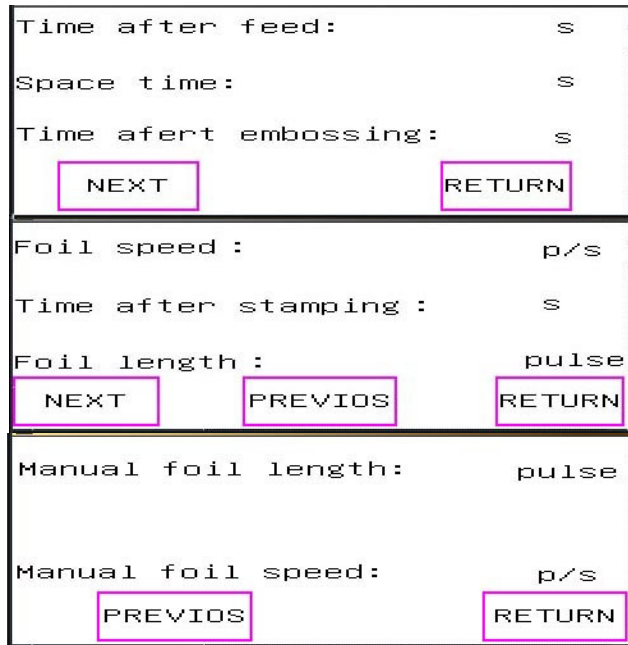 Time after feed: s
Space time: s
Time afert embossing: s
NEXT RETURN
Foil speed : p/s
Time after stamping : s
Foil length : pulse
NEXT PREVIOS RETURN
Manual foil length: pulse
Manual foil speed: p/s
PREVIOS RETURN